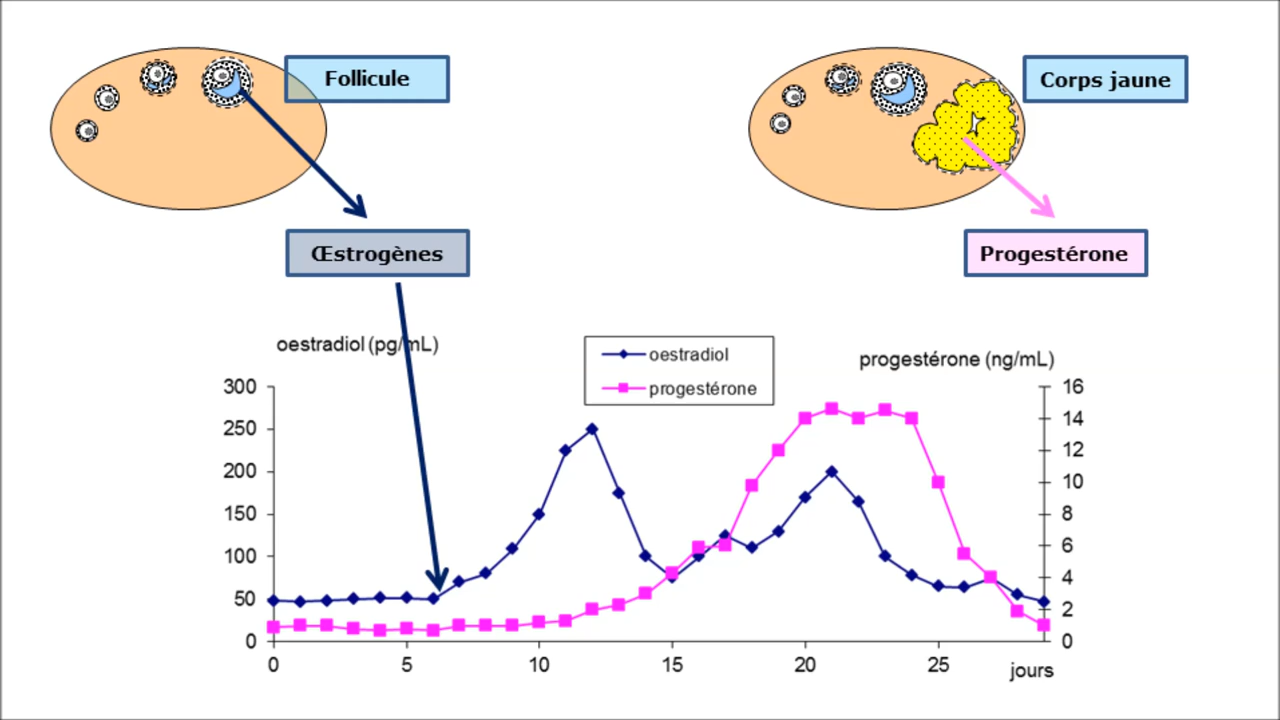 Follicule
Corps jaune
Œstrogènes
Progestérone
oestradiol (pg/mL)
oestradiol
progestérone
progestérone (ng/mL)
300
250
200
150
100
50
0
16
14
12
10
8
6
4
2
0
0 5 10 15 20 25
jours